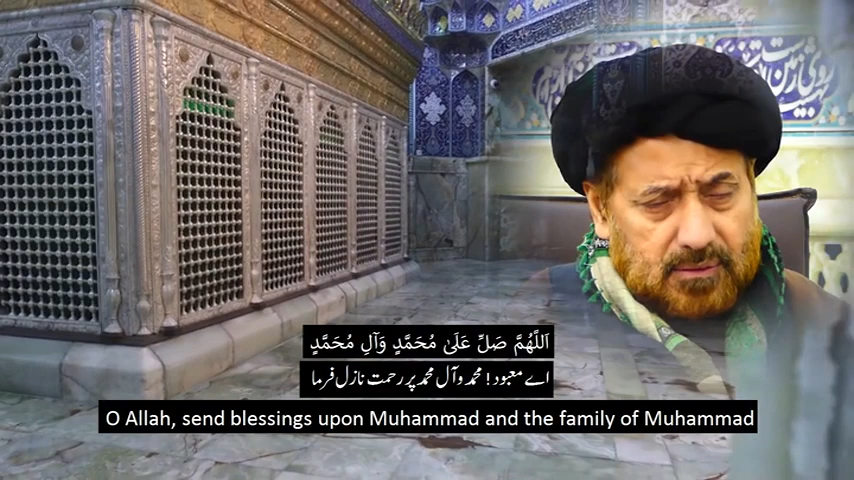 اَللّٰهُمَّ صَلِّ عَلَىٰ مُحَمَّدٍ وَآلِ مُحَمَّدٍ
اے معبود! محمد و آل محمد پر رحمت نازل فرما
O Allah, send blessings upon Muhammad and the family of Muhammad